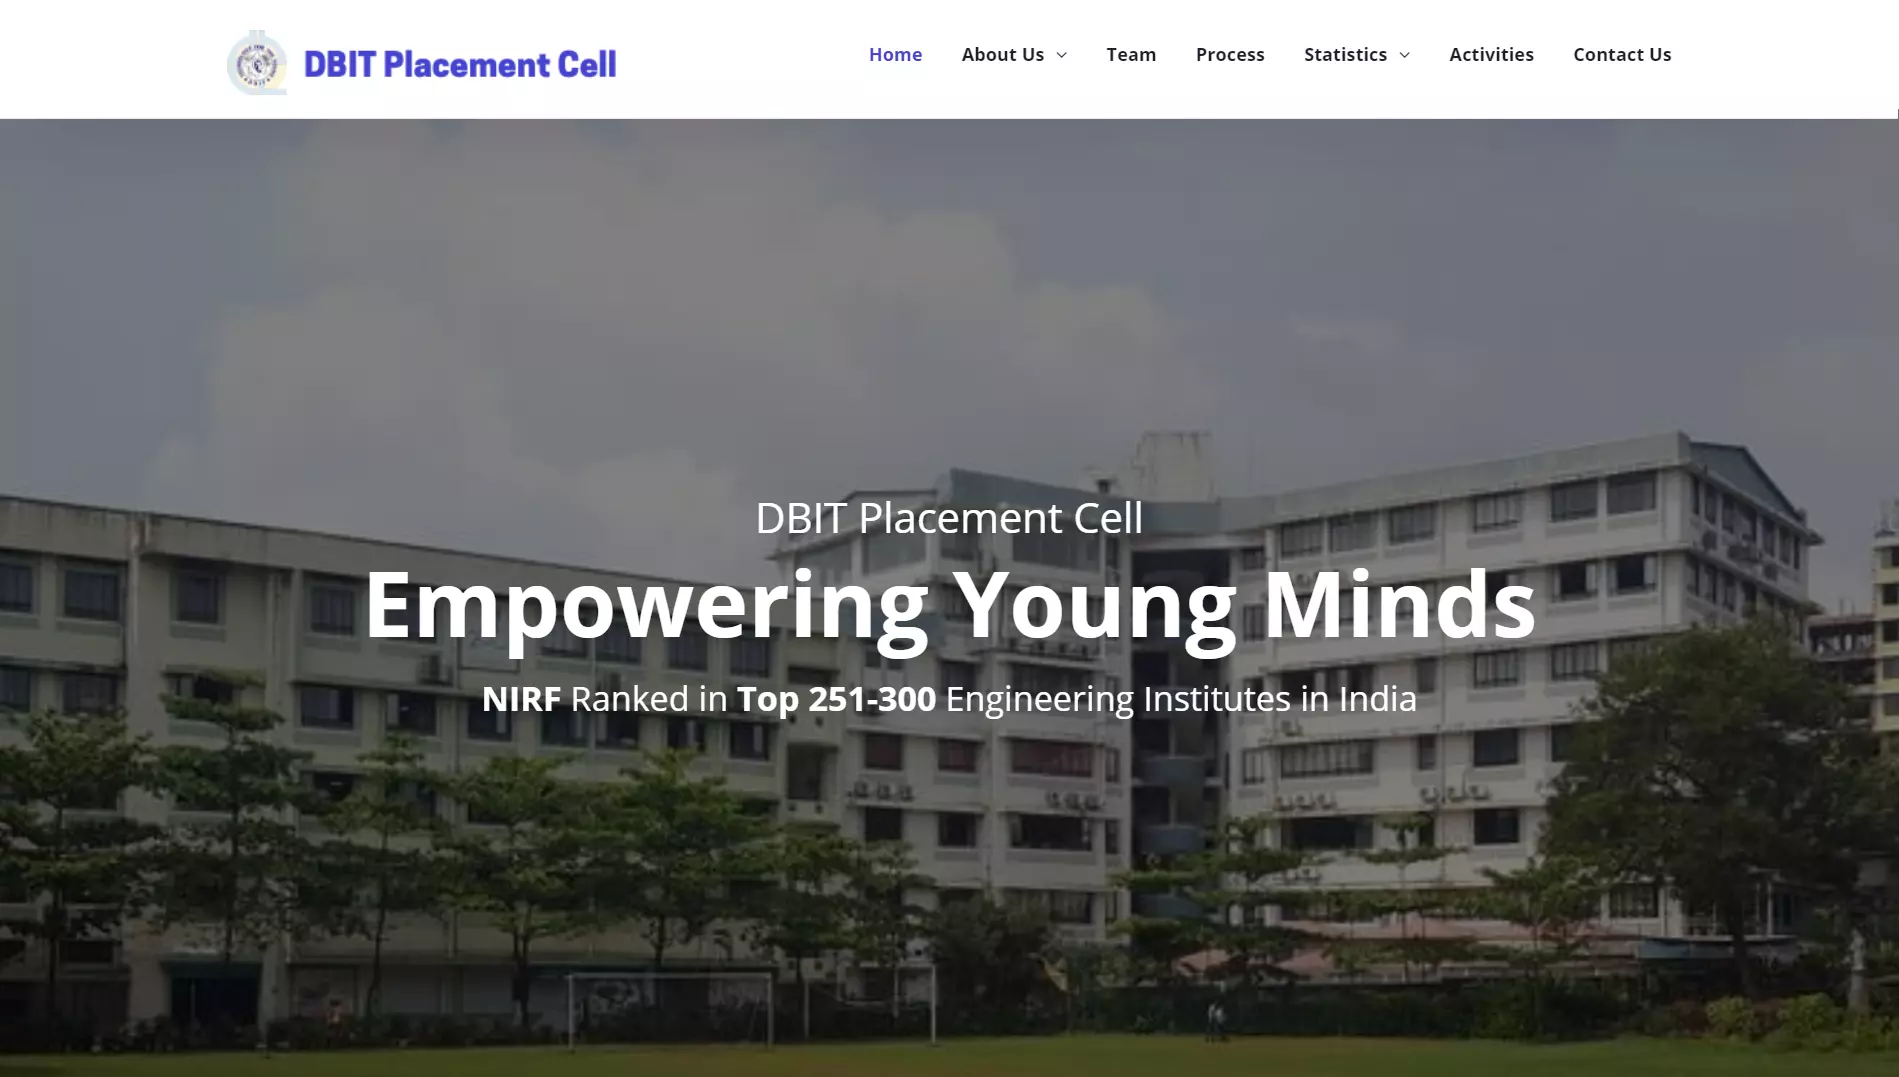 DBIT Placement Cell
Home About Us Team Process Statistics Activities Contact Us
DBIT Placement Cell
Empowering Young Minds
NIRF Ranked in Top 251-300 Engineering Institutes in India